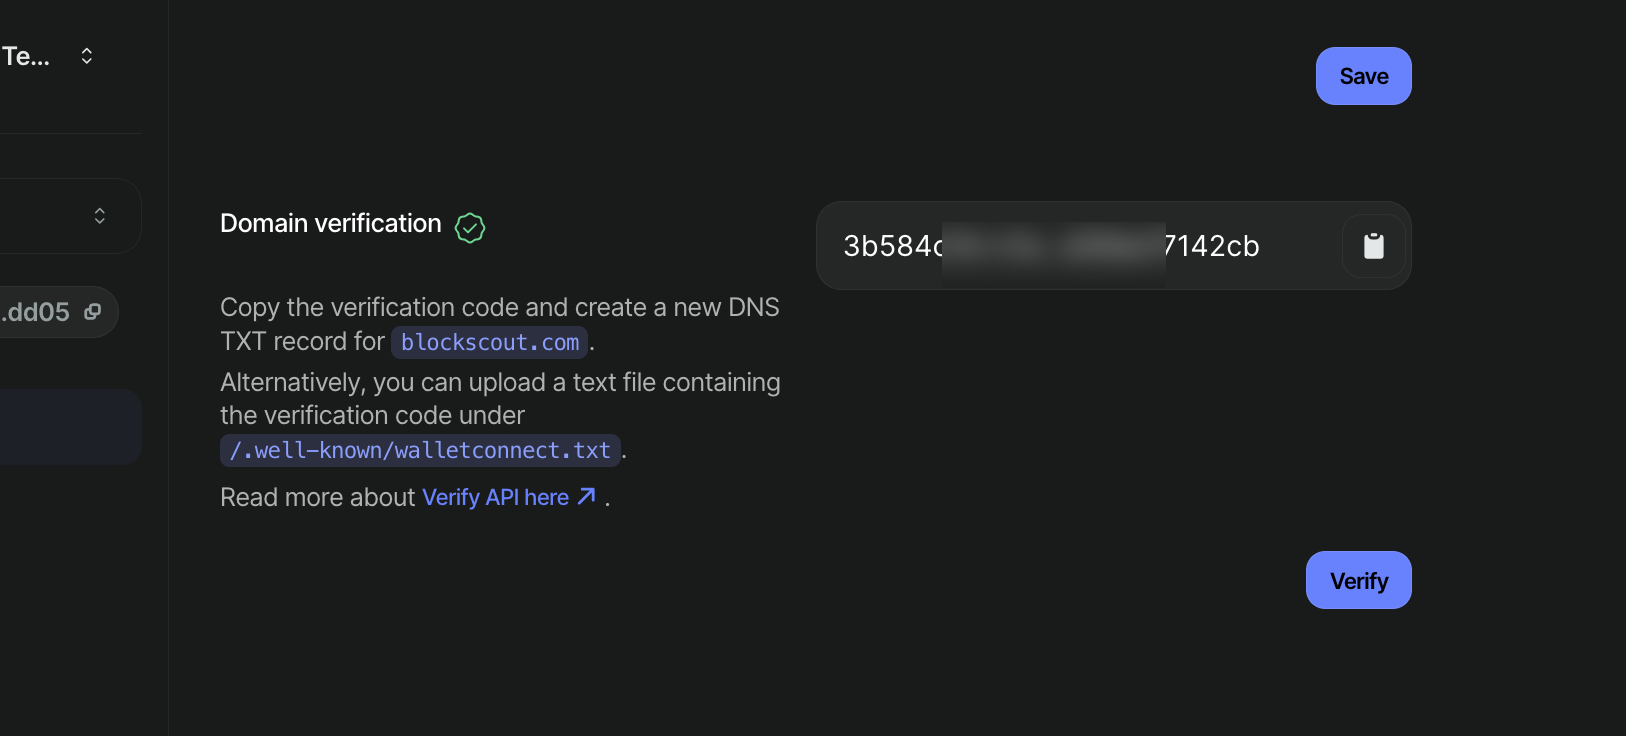 Te...
Save
Domain verification
3b584c 7142cb
.dd05
Copy the verification code and create a new DNS
TXT record for blockscout.com.
Alternatively, you can upload a text file containing
the verification code under
/.well-known/walletconnect.txt.
Read more about Verify API here ↗ .
Verify